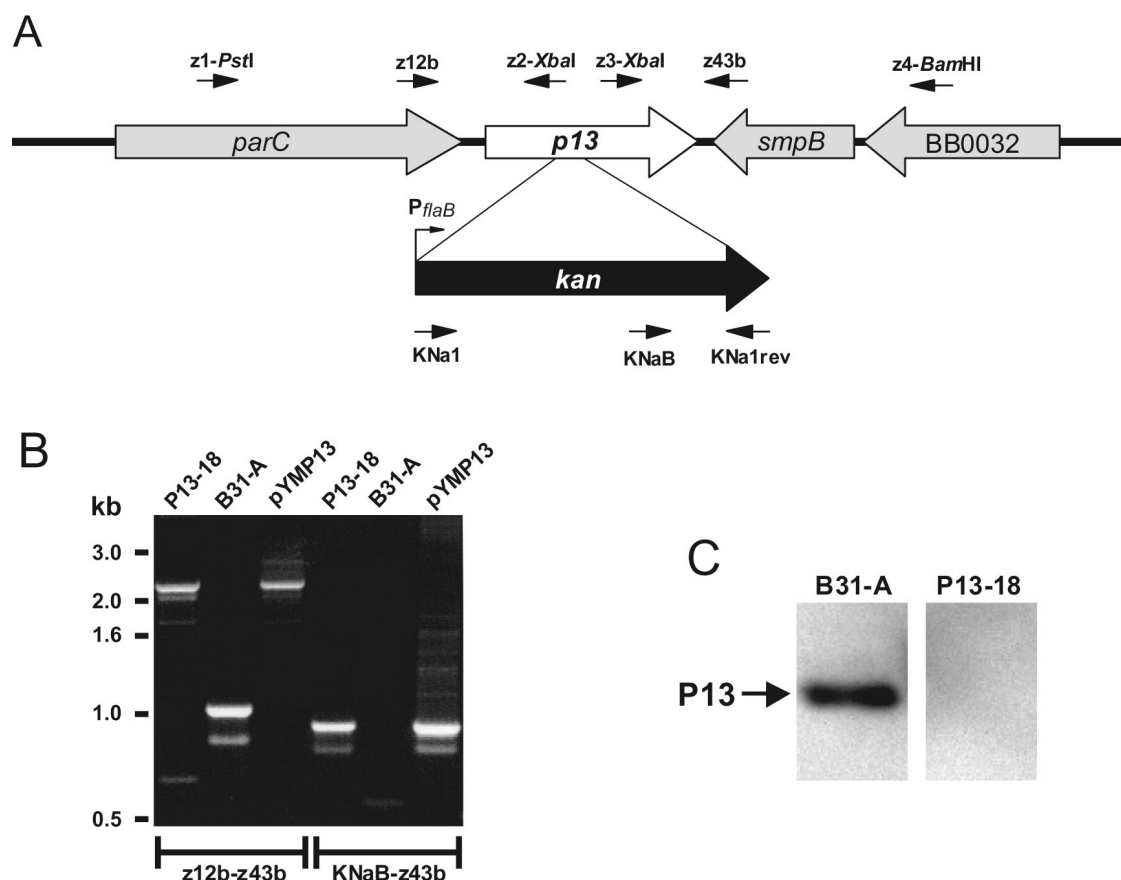 A
z1-PstI z12b z2-XbaI z3-XbaI z43b z4-BamHI
parC p13 smpB BB0032
PflaB
kan
KNa1 KNaB KNa1rev
B
P13-18 B31-A pYMP13 P13-18 B31-A pYMP13
kb
3.0
2.0
1.6
1.0
0.5
z12b-z43b KNaB-z43b
C
B31-A P13-18
P13